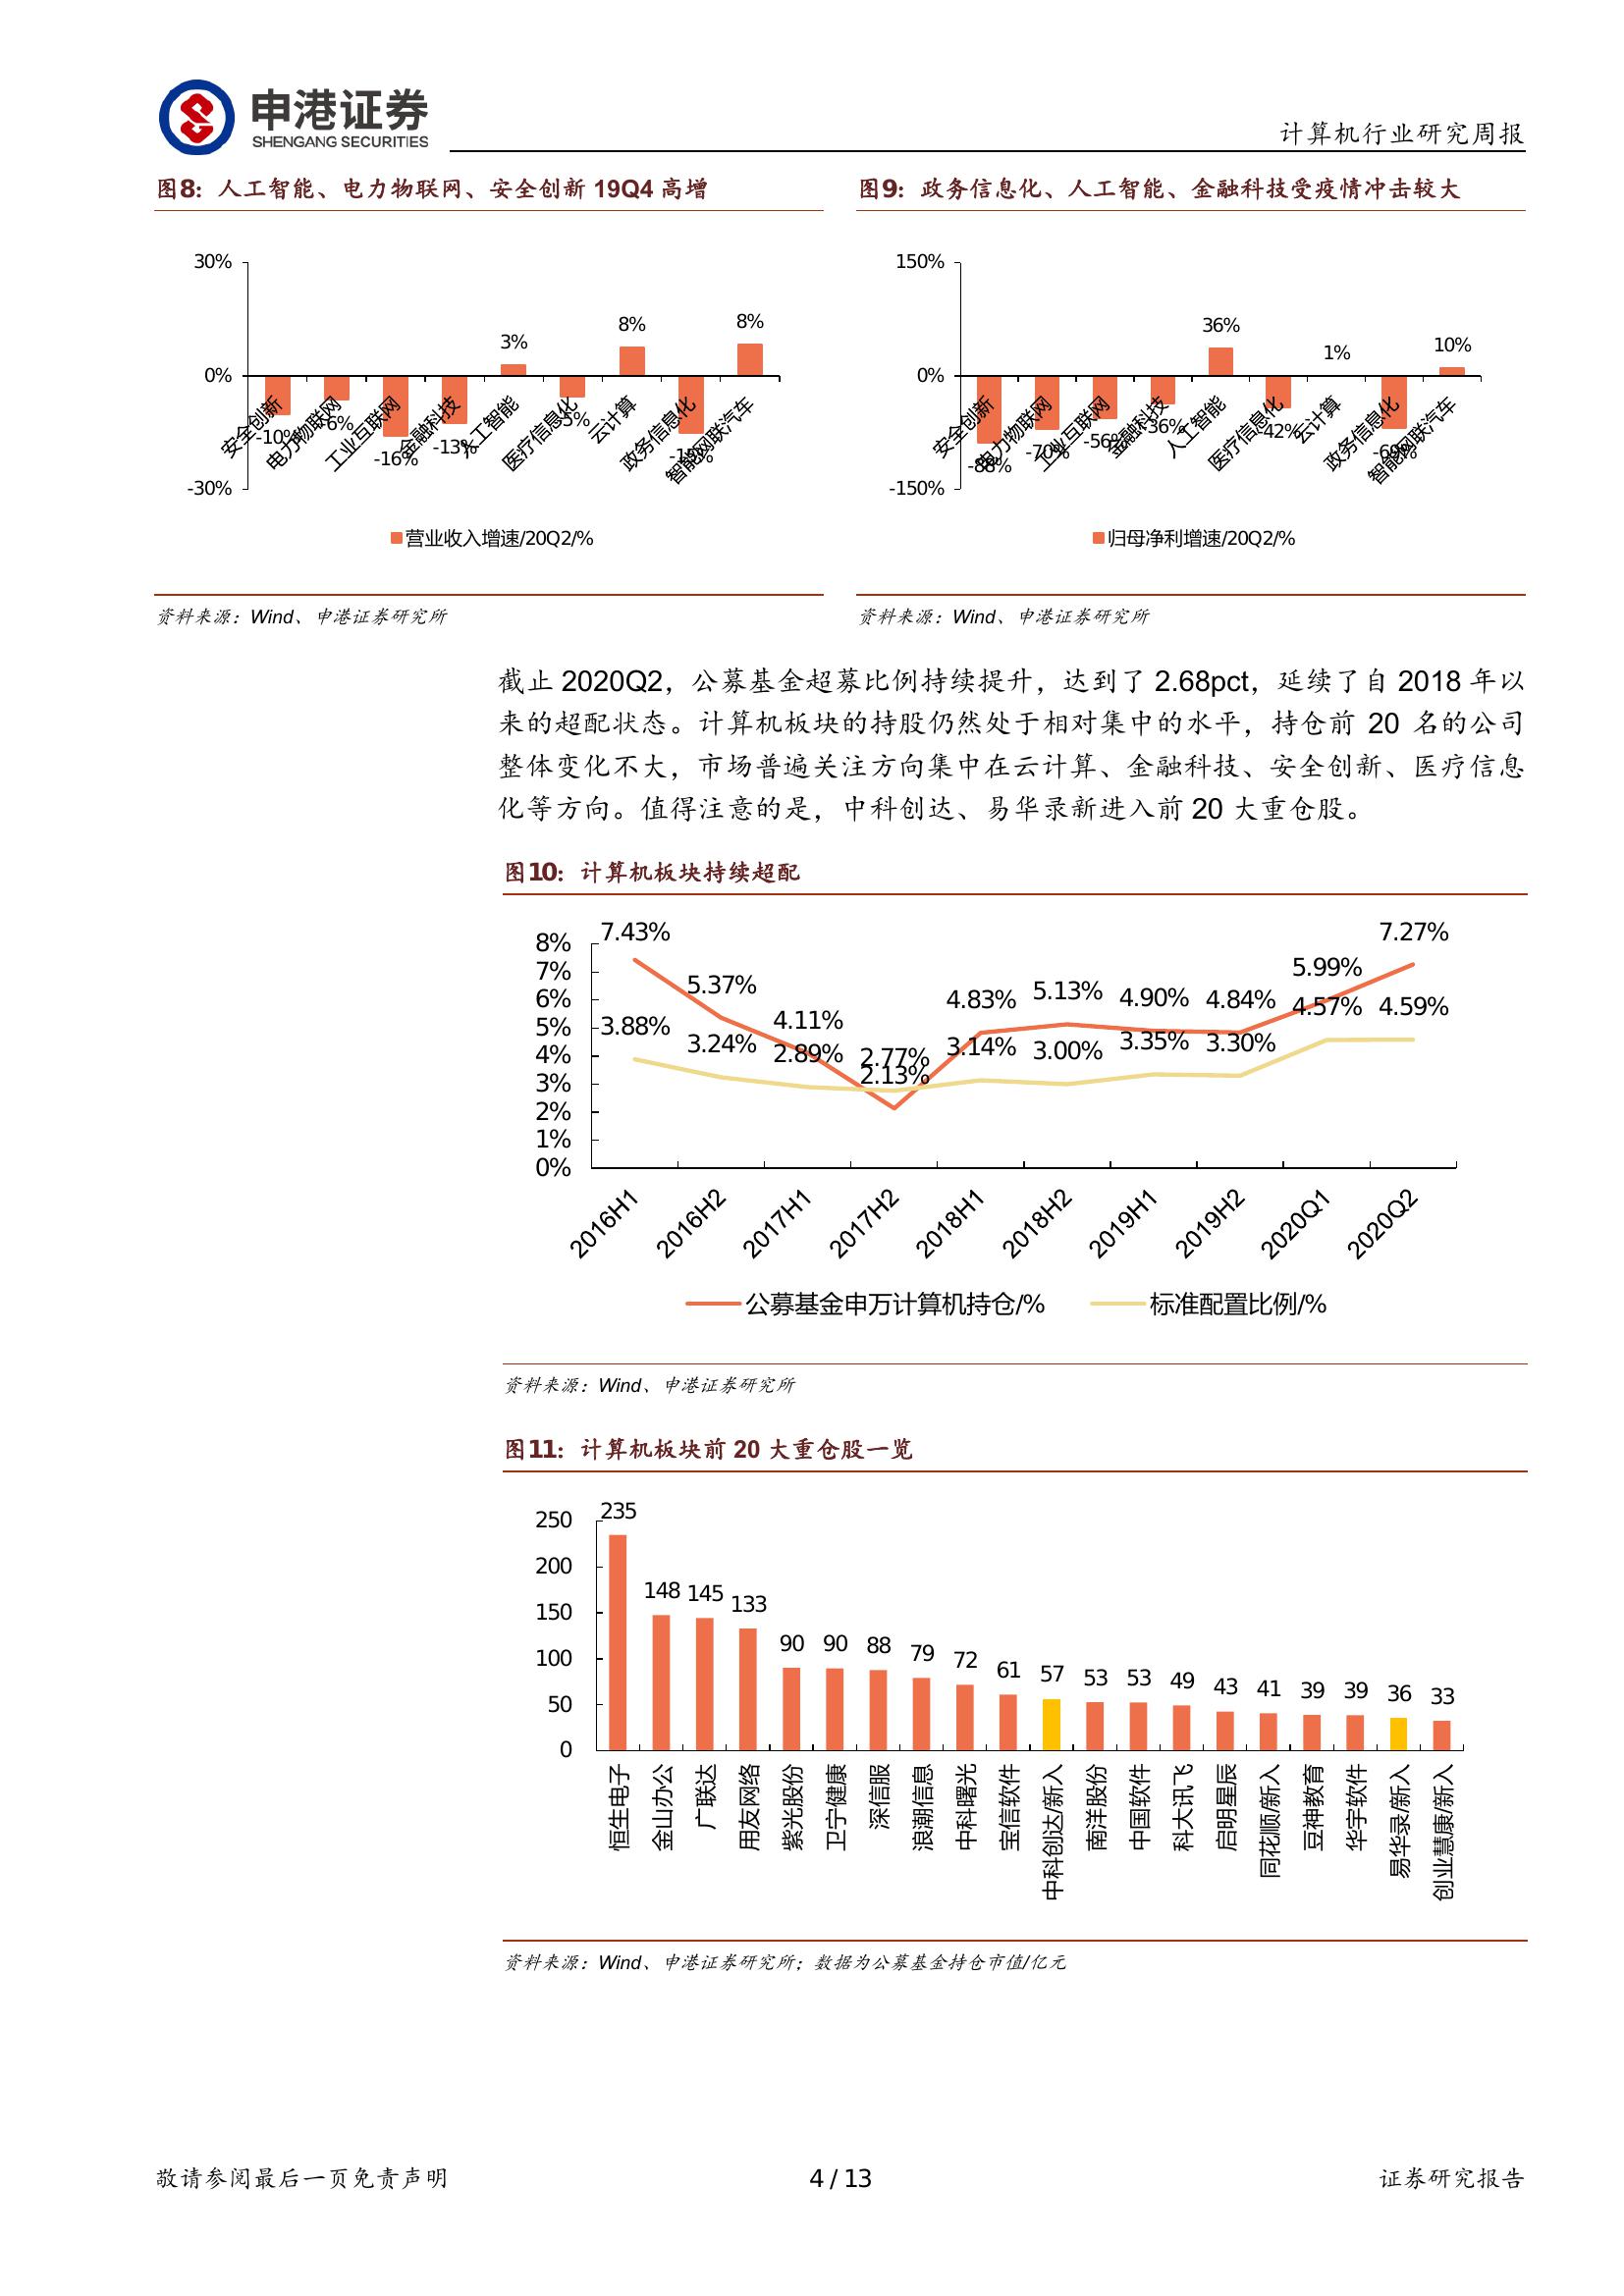 申港证券
SHENGANG SECURITIES
计算机行业研究周报
图8：人工智能、电力物联网、安全创新 19Q4 高增
30%
0%
-30%
-10%
-6%
-16%
-13%
3%
-5%
8%
8%
安全创新
电力物联网
工业互联网
金融科技
人工智能
医疗信息化
云计算
政务信息化
智能网联汽车
营业收入增速/20Q2/%
资料来源：Wind、申港证券研究所
图9：政务信息化、人工智能、金融科技受疫情冲击较大
150%
0%
-150%
-88%
-70%
-56%
-36%
36%
-42%
1%
-69%
10%
安全创新
电力物联网
工业互联网
金融科技
人工智能
医疗信息化
云计算
政务信息化
智能网联汽车
归母净利增速/20Q2/%
资料来源：Wind、申港证券研究所
截止 2020Q2，公募基金超募比例持续提升，达到了 2.68pct，延续了自 2018 年以
来的超配状态。计算机板块的持股仍然处于相对集中的水平，持仓前 20 名的公司
整体变化不大，市场普遍关注方向集中在云计算、金融科技、安全创新、医疗信息
化等方向。值得注意的是，中科创达、易华录新进入前 20 大重仓股。
图10：计算机板块持续超配
8%
7%
6%
5%
4%
3%
2%
1%
0%
7.43%
5.37%
4.11%
2.13%
4.83%
5.13%
4.90%
4.84%
5.99%
7.27%
3.88%
3.24%
2.89%
2.77%
3.14%
3.00%
3.35%
3.30%
4.57%
4.59%
2016H1
2016H2
2017H1
2017H2
2018H1
2018H2
2019H1
2019H2
2020Q1
2020Q2
公募基金申万计算机持仓/%
标准配置比例/%
资料来源：Wind、申港证券研究所
图11：计算机板块前 20 大重仓股一览
250
200
150
100
50
0
235
148
145
133
90
90
88
79
72
61
57
53
53
49
43
41
39
39
36
33
恒生电子
金山办公
广联达
用友网络
紫光股份
卫宁健康
深信服
浪潮信息
中科曙光
宝信软件
中科创达/新入
南洋股份
中国软件
科大讯飞
启明星辰
同花顺/新入
豆神教育
华宇软件
易华录/新入
创业慧康/新入
资料来源：Wind、申港证券研究所；数据为公募基金持仓市值/亿元
敬请参阅最后一页免责声明
4 / 13
证券研究报告